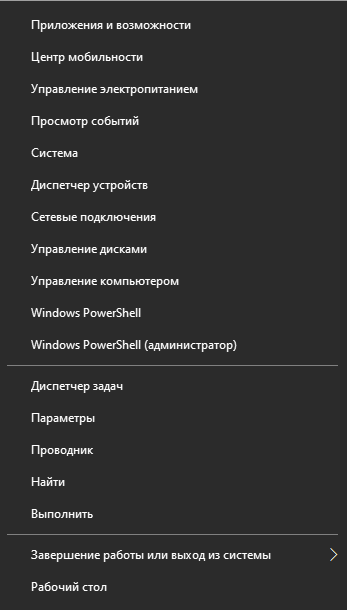 Приложения и возможности
Центр мобильности
Управление электропитанием
Просмотр событий
Система
Диспетчер устройств
Сетевые подключения
Управление дисками
Управление компьютером
Windows PowerShell
Windows PowerShell (администратор)
Диспетчер задач
Параметры
Проводник
Найти
Выполнить
Завершение работы или выход из системы
Рабочий стол